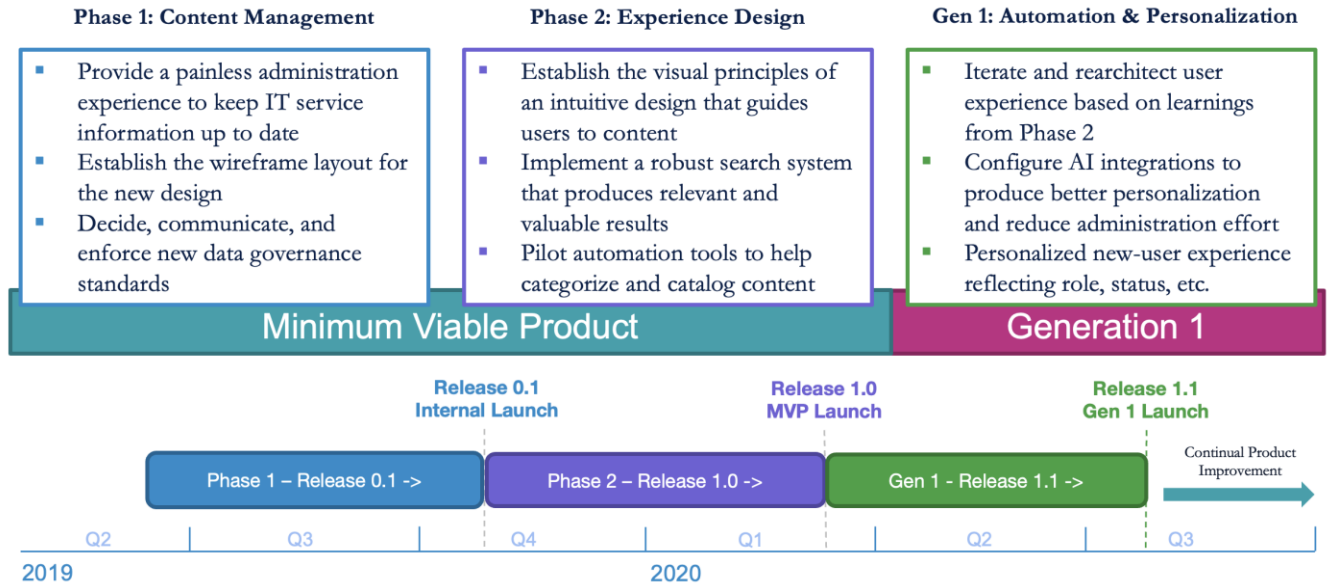 Phase 1: Content Management
▪ Provide a painless administration
experience to keep IT service
information up to date
▪ Establish the wireframe layout for
the new design
▪ Decide, communicate, and
enforce new data governance
standards
Phase 2: Experience Design
▪ Establish the visual principles of
an intuitive design that guides
users to content
▪ Implement a robust search system
that produces relevant and
valuable results
▪ Pilot automation tools to help
categorize and catalog content
Gen 1: Automation & Personalization
▪ Iterate and rearchitect user
experience based on learnings
from Phase 2
▪ Configure AI integrations to
produce better personalization
and reduce administration effort
▪ Personalized new-user experience
reflecting role, status, etc.
Minimum Viable Product
Generation 1
Release 0.1
Internal Launch
Release 1.0
MVP Launch
Release 1.1
Gen 1 Launch
Phase 1 – Release 0.1 ->
Phase 2 – Release 1.0 ->
Gen 1 - Release 1.1 ->
Continual Product
Improvement
Q2
Q3
Q4
Q1
Q2
Q3
2019
2020